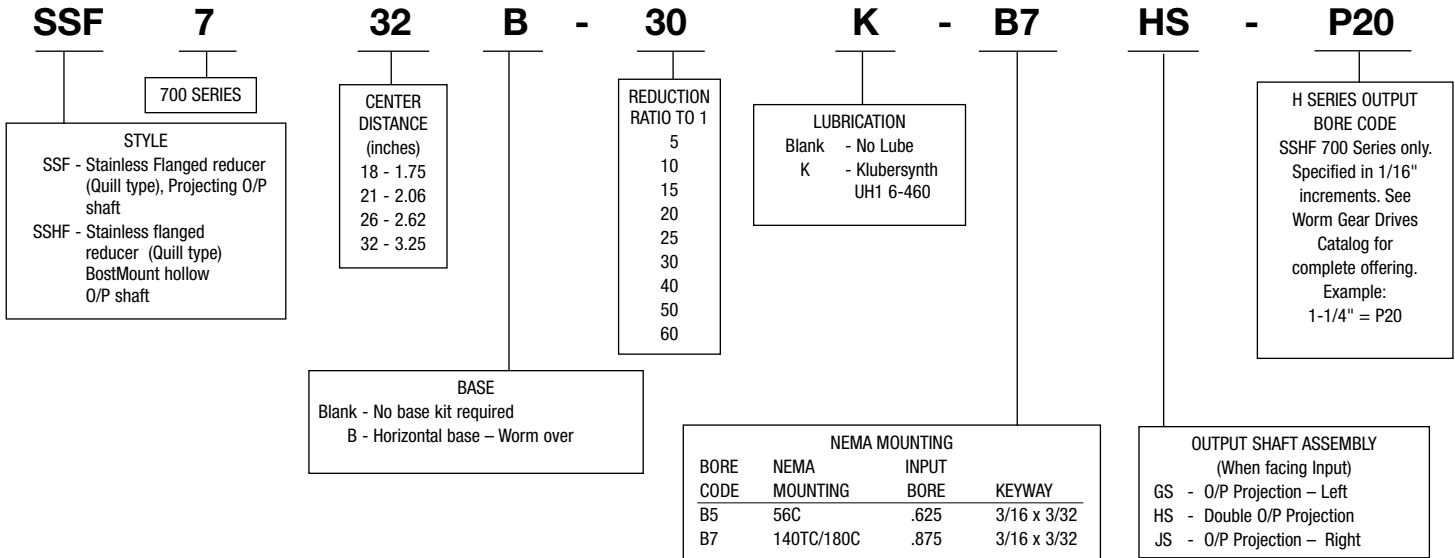 SSF 7 32 B - 30 K - B7 HS - P20
700 SERIES
STYLE
SSF - Stainless Flanged reducer
(Quill type), Projecting O/P
shaft
SSHF - Stainless flanged
reducer (Quill type)
BostMount hollow
O/P shaft
CENTER
DISTANCE
(inches)
18 - 1.75
21 - 2.06
26 - 2.62
32 - 3.25
REDUCTION
RATIO TO 1
5
10
15
20
25
30
40
50
60
LUBRICATION
Blank - No Lube
K - Klubersynth
UH1 6-460
H SERIES OUTPUT
BORE CODE
SSHF 700 Series only.
Specified in 1/16"
increments. See
Worm Gear Drives
Catalog for
complete offering.
Example:
1-1/4" = P20
BASE
Blank - No base kit required
B - Horizontal base – Worm over
NEMA MOUNTING
BORE NEMA INPUT
CODE MOUNTING BORE KEYWAY
B5 56C .625 3/16 x 3/32
B7 140TC/180C .875 3/16 x 3/32
OUTPUT SHAFT ASSEMBLY
(When facing Input)
GS - O/P Projection – Left
HS - Double O/P Projection
JS - O/P Projection – Right